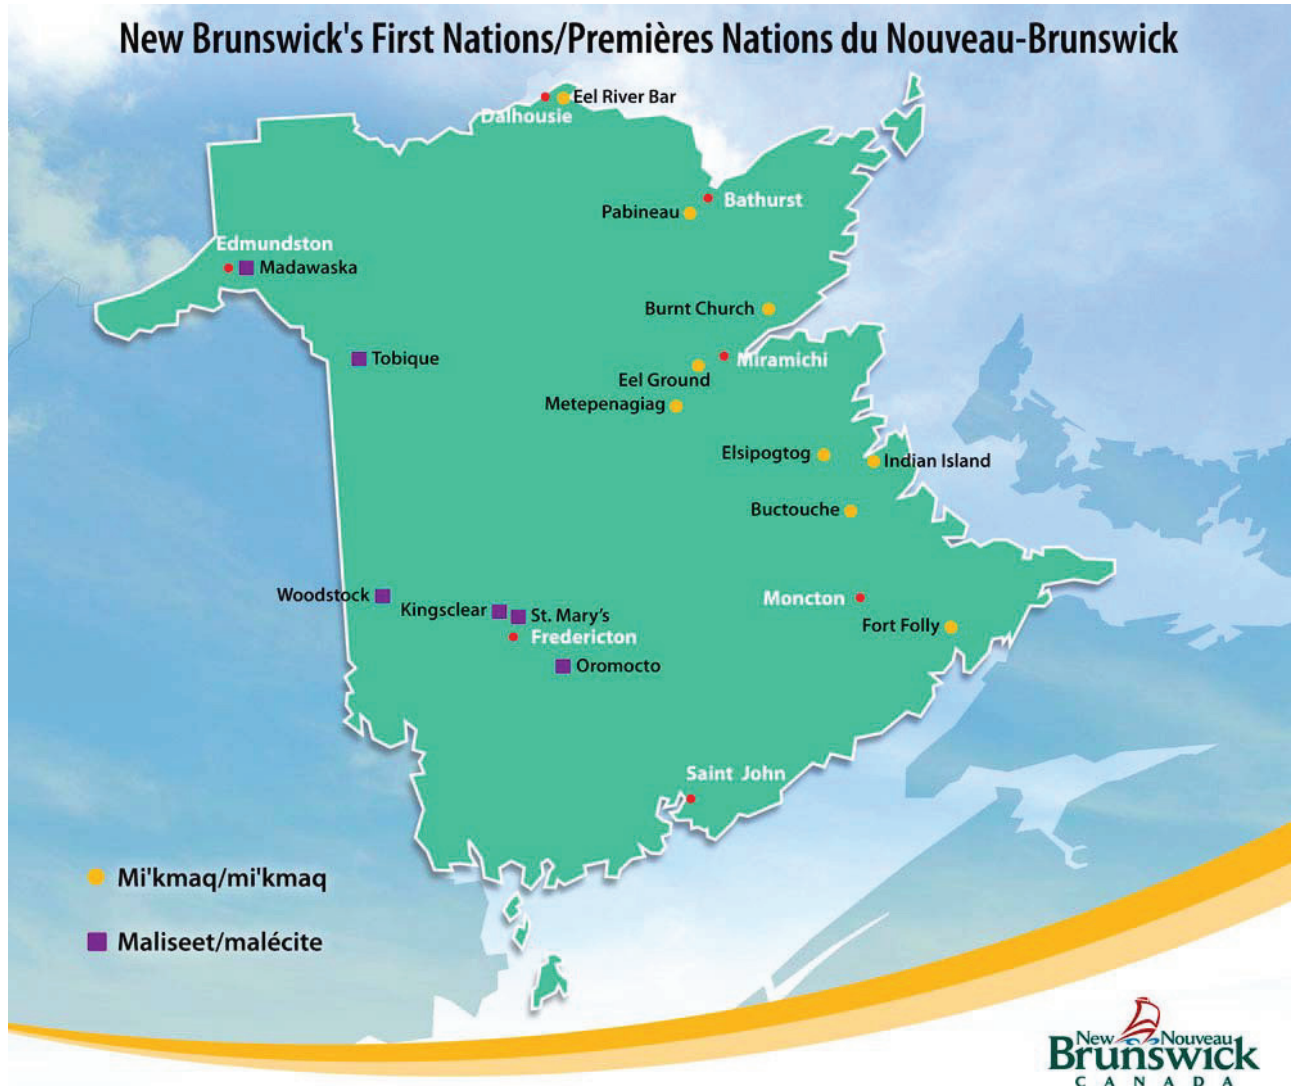 New Brunswick's First Nations/Premières Nations du Nouveau-Brunswick
Eel River Bar
Dalhousie
Bathurst
Pabineau
Edmundston
Madawaska
Burnt Church
Tobique
Miramichi
Eel Ground
Metepenagiag
Elsipogtog
Indian Island
Buctouche
Woodstock
Kingsclear
St. Mary's
Moncton
Fredericton
Fort Folly
Oromocto
Saint John
Mi'kmaq/mi'kmaq
Maliseet/malécite
New Nouveau
Brunswick
CANADA